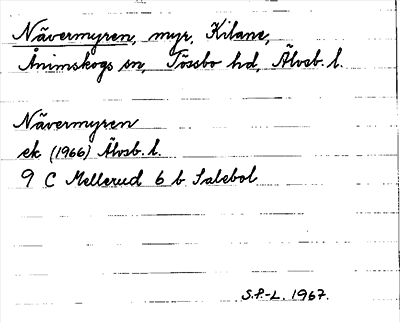 Nävermyren, myr, Kilane,
Ånimskogs sn, Tössbo hd, Älvsb. l.
Nävermyren
ek (1966) Älvsb. l.
9 C Mellerud 6 b Salebol
S.P.-L. 1967.